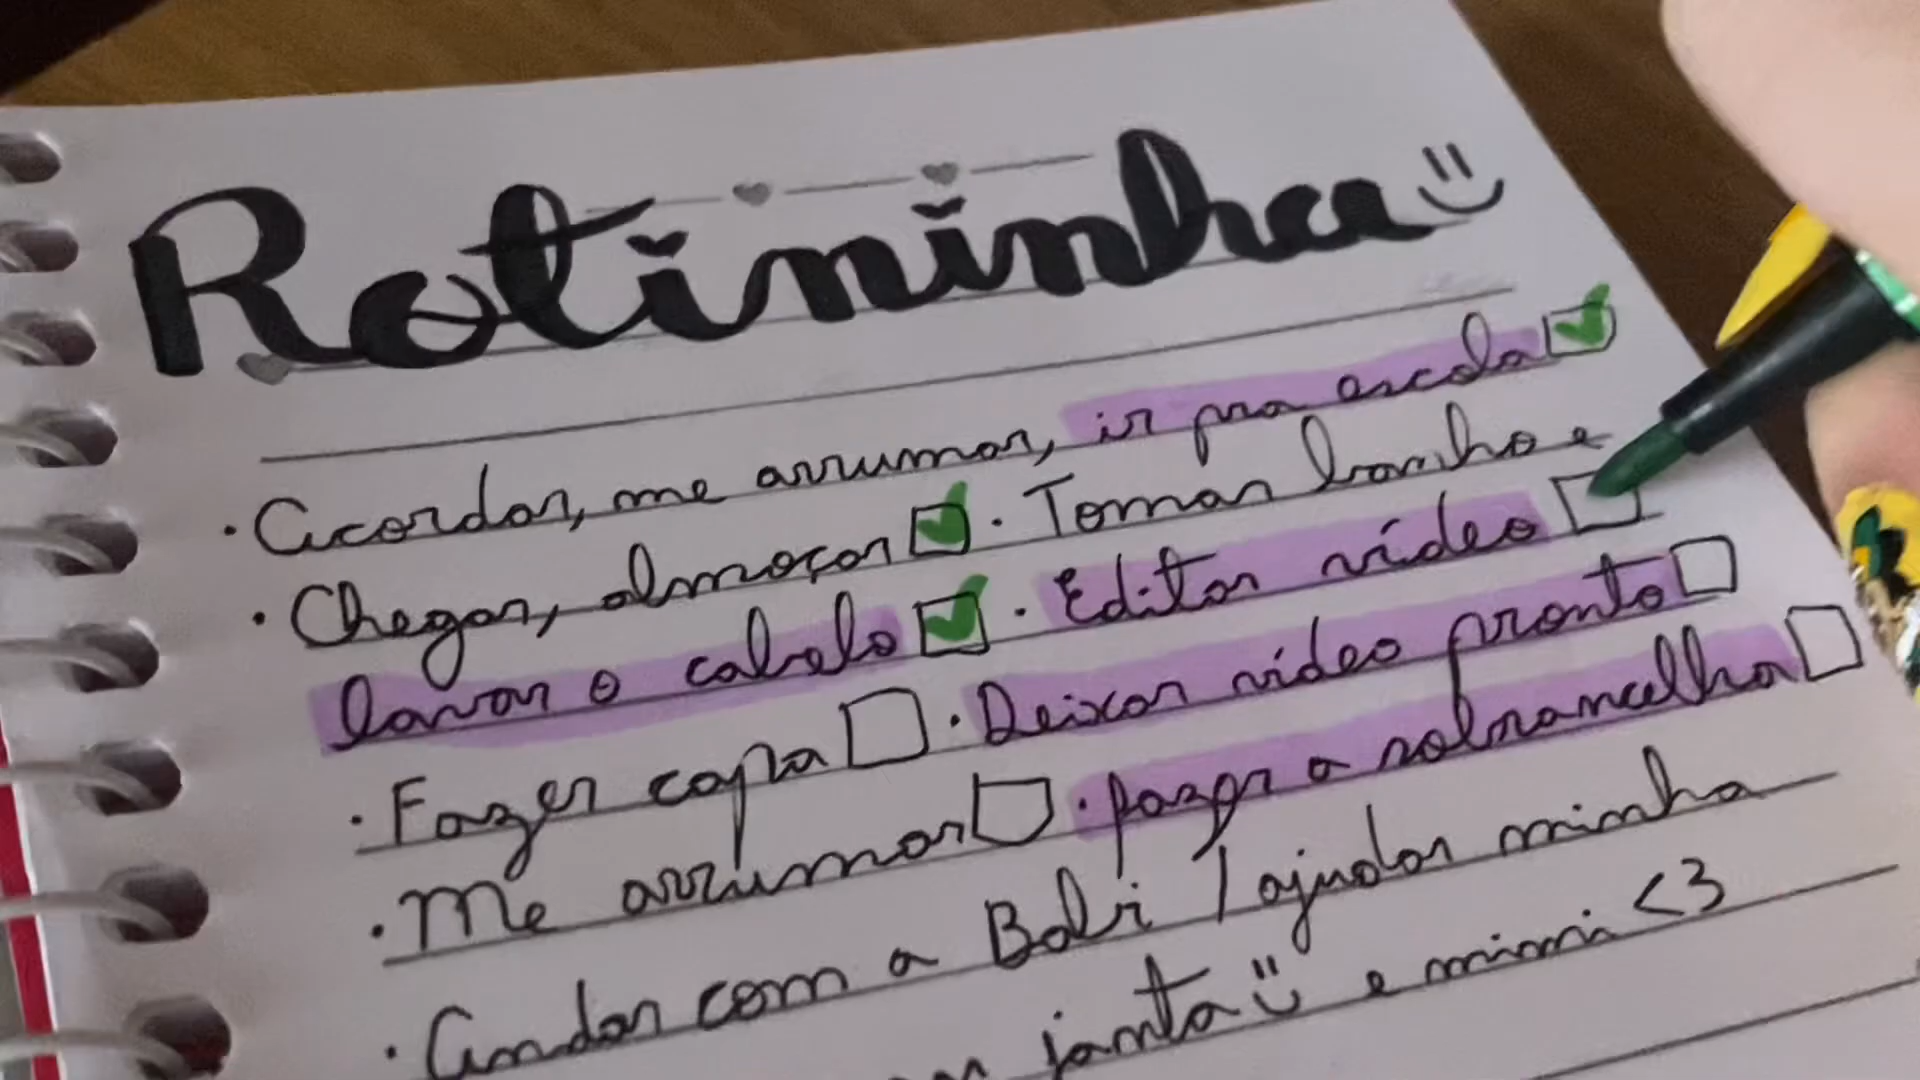 Rotininha
· Acordar, me arrumar, ir pra escola
· Chegar, almoçar · Tomar banho e
lavar o cabelo · Editar vídeo
· Fazer capa · Deixar vídeo pronto
· Me arrumar · fazer a sobrancelha
· Andar com a Bobi / ajudar minha
janta e mimi <3